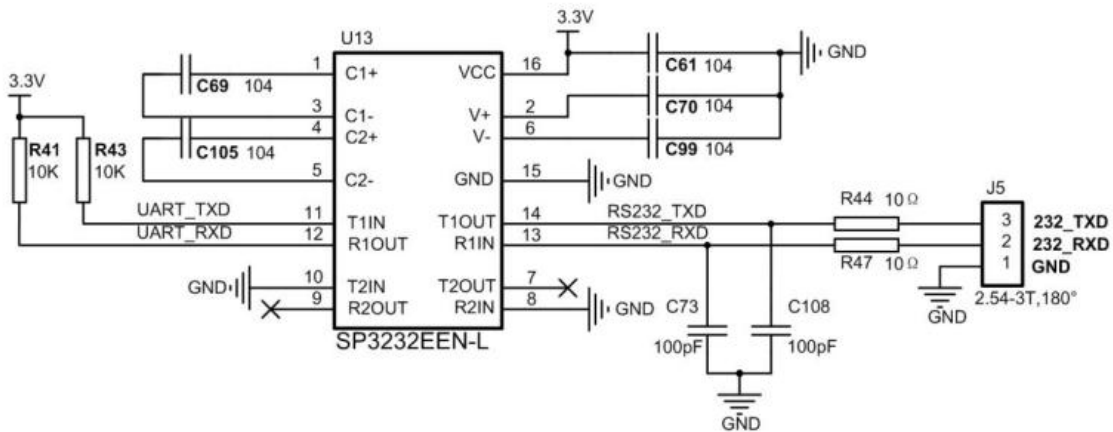 3.3V
U13
GND
1 C1+ VCC 16
C69 104
C61 104
3.3V
3 C1- V+ 2
C70 104
4 C2+ V- 6
R41 R43
C105 104
C99 104
10K 10K
5 C2- GND 15
GND
J5
R44 10Ω
UART_TXD 11 T1IN T1OUT 14 RS232_TXD
3 232_TXD
UART_RXD 12 R1OUT R1IN 13 RS232_RXD
2 232_RXD
R47 10Ω
1 GND
GND 10 T2IN T2OUT 7
2.54-3T,180°
9 R2OUT R2IN 8
GND
C73 C108
GND
SP3232EEN-L
100pF 100pF
GND